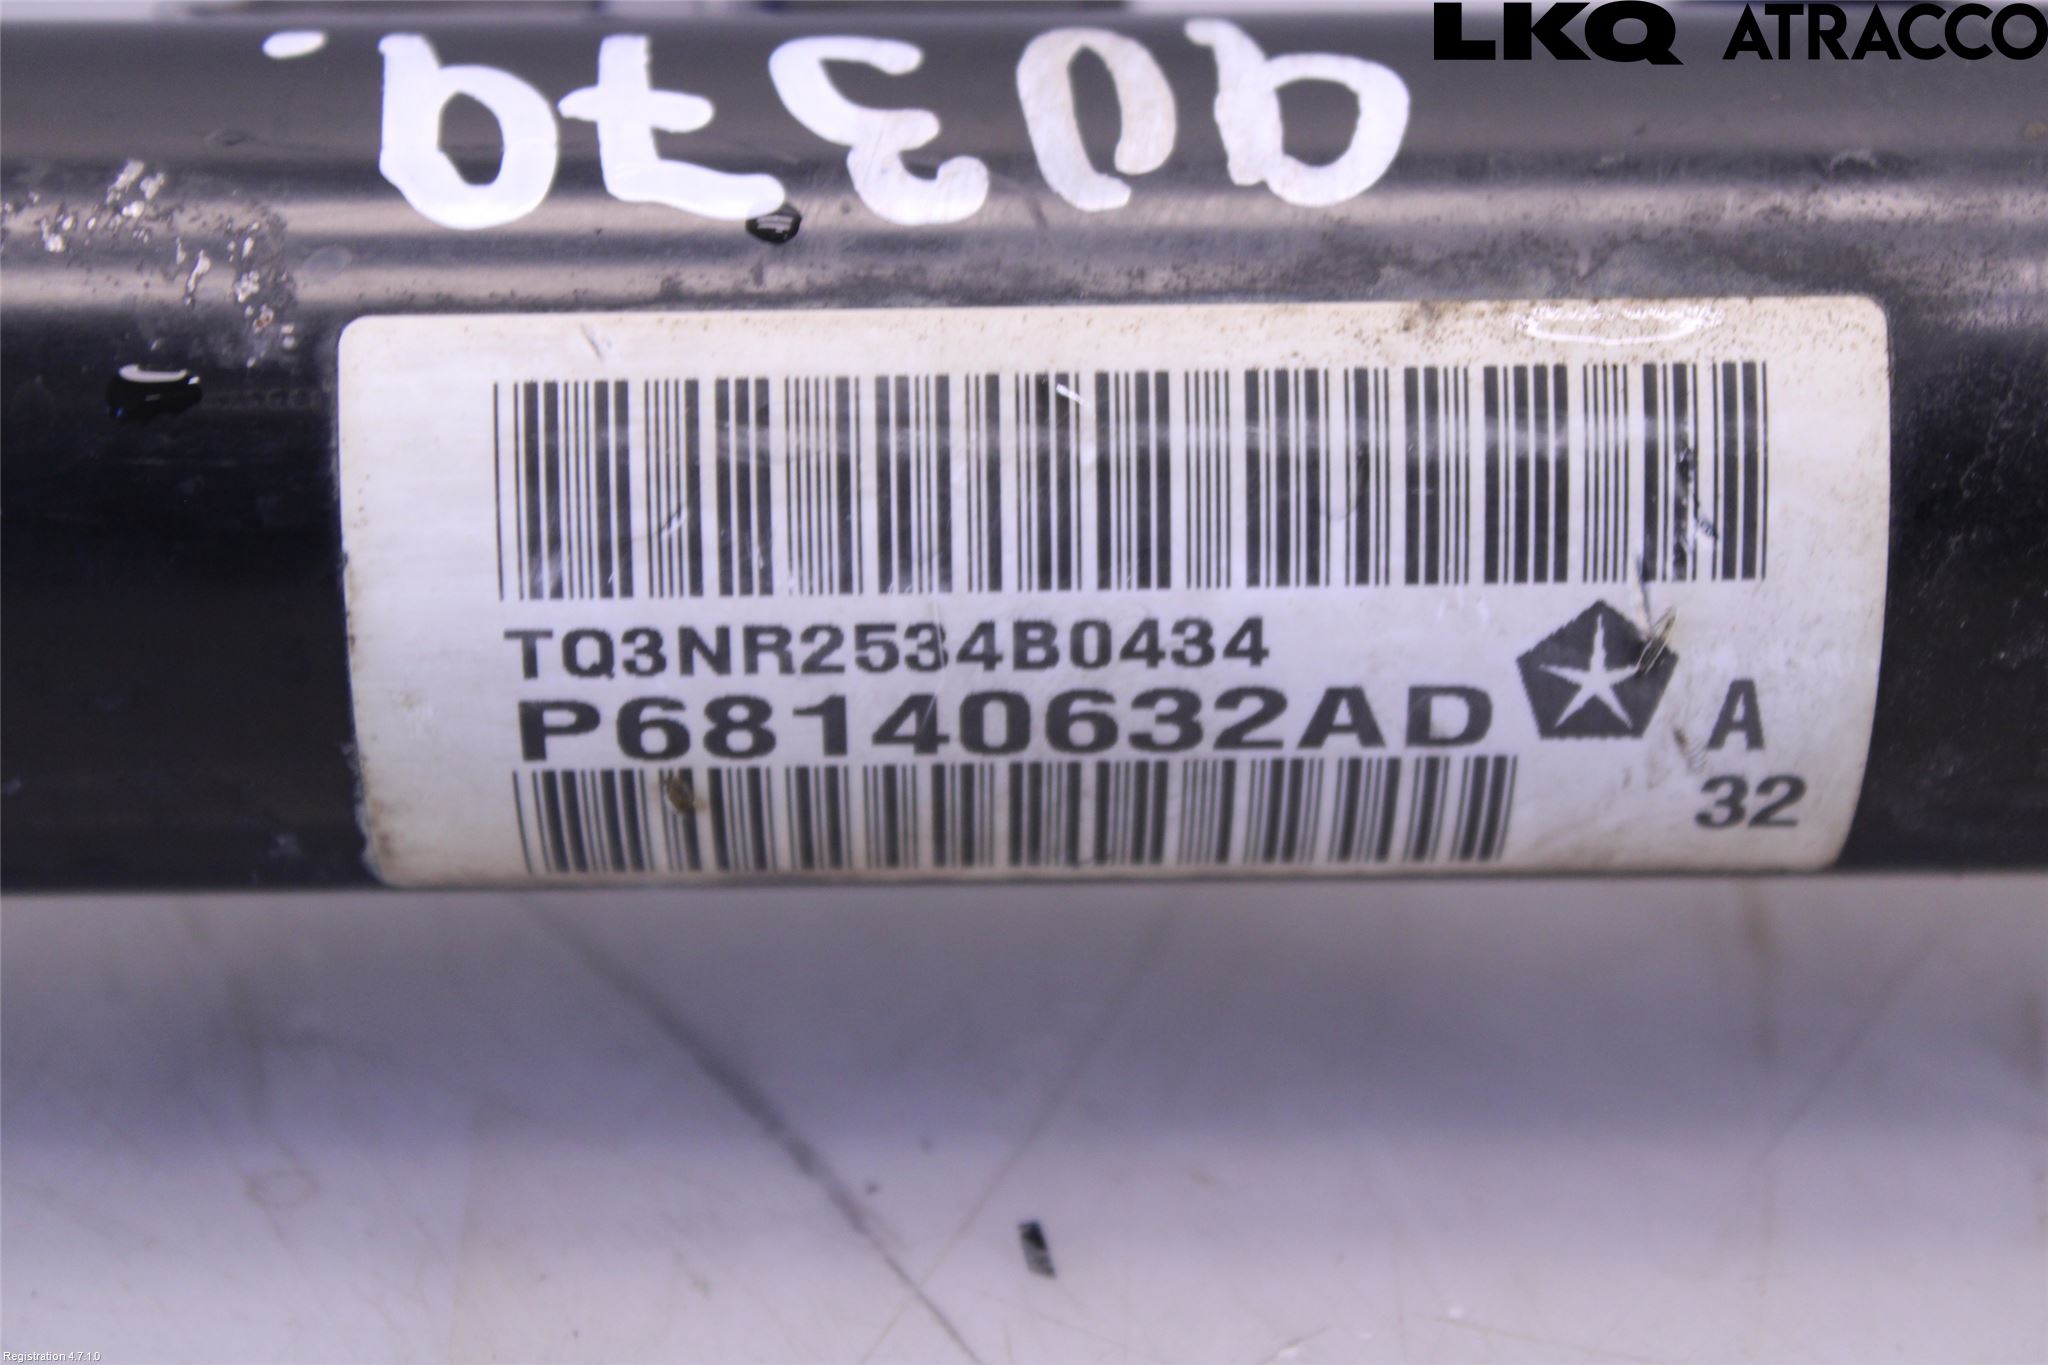 LKQ ATRACCO
90379.
TQ3NR2534B0434
P68140632AD A
32
Registration 4.7.1.0